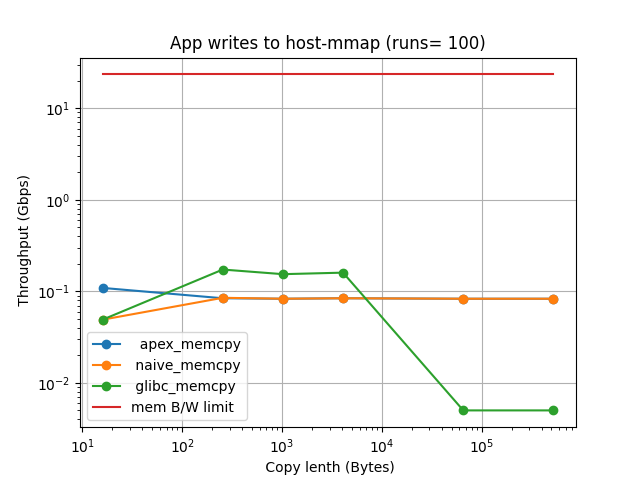 App writes to host-mmap (runs= 100)
Throughput (Gbps)
10¹
10⁰
10⁻¹
10⁻²
apex_memcpy
naive_memcpy
glibc_memcpy
mem B/W limit
10¹ 10² 10³ 10⁴ 10⁵
Copy lenth (Bytes)